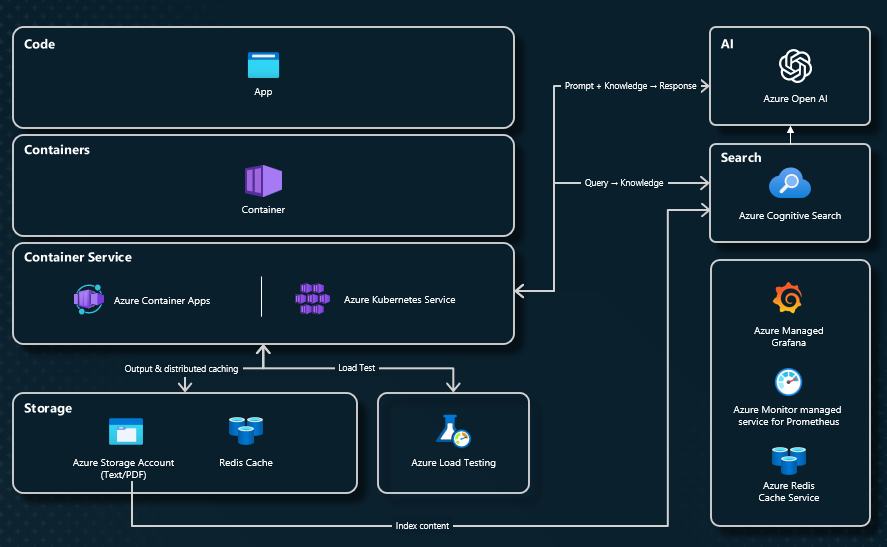 Code
App
Containers
Container
Container Service
Azure Container Apps
Azure Kubernetes Service
Output & distributed caching
Load Test
Storage
Azure Storage Account
(Text/PDF)
Redis Cache
Azure Load Testing
Index content
Prompt + Knowledge → Response
Query → Knowledge
AI
Azure Open AI
Search
Azure Cognitive Search
Azure Managed
Grafana
Azure Monitor managed
service for Prometheus
Azure Redis
Cache Service